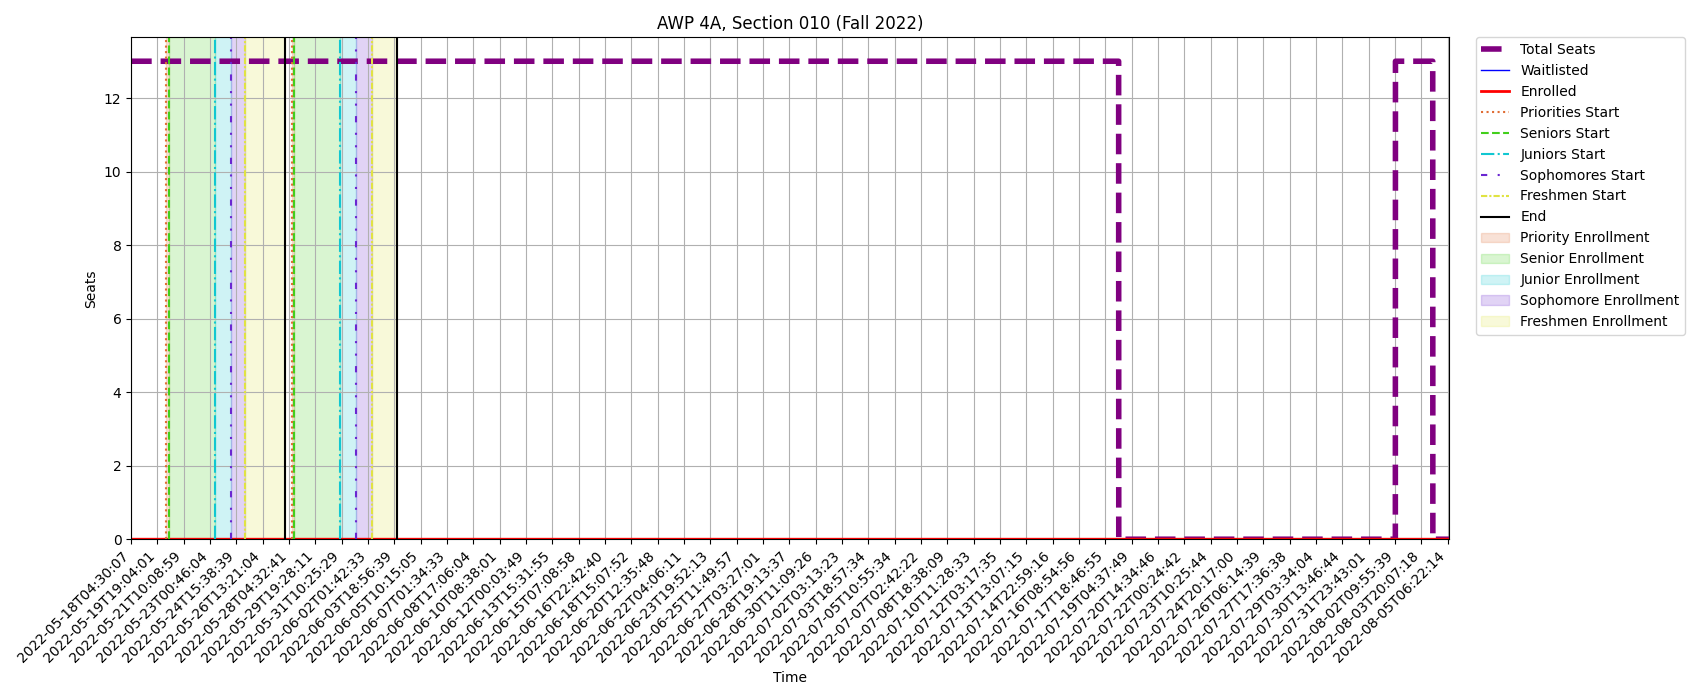 AWP 4A, Section 010 (Fall 2022)
Seats
12
10
8
6
4
2
0
2022-05-18T04:30:07
2022-05-19T19:04:01
2022-05-21T10:08:59
2022-05-23T00:46:04
2022-05-24T15:38:39
2022-05-26T13:21:04
2022-05-28T04:32:41
2022-05-29T19:28:11
2022-05-31T10:25:29
2022-06-02T01:42:33
2022-06-03T18:56:39
2022-06-05T10:15:05
2022-06-07T01:34:33
2022-06-08T17:06:04
2022-06-10T08:38:01
2022-06-12T00:03:49
2022-06-13T15:31:55
2022-06-15T07:08:58
2022-06-16T22:42:40
2022-06-18T15:07:52
2022-06-20T12:35:48
2022-06-22T04:06:11
2022-06-23T19:52:13
2022-06-25T11:49:57
2022-06-27T03:27:01
2022-06-28T19:13:37
2022-06-30T11:09:26
2022-07-02T03:13:23
2022-07-03T18:57:34
2022-07-05T10:55:34
2022-07-07T02:42:22
2022-07-08T18:38:09
2022-07-10T11:28:33
2022-07-12T03:17:35
2022-07-13T13:07:15
2022-07-14T22:59:16
2022-07-16T08:54:56
2022-07-17T18:46:55
2022-07-19T04:37:49
2022-07-20T14:34:46
2022-07-22T00:24:42
2022-07-23T10:25:44
2022-07-24T20:17:00
2022-07-26T06:14:39
2022-07-27T17:36:38
2022-07-29T03:34:04
2022-07-30T13:46:44
2022-07-31T23:43:01
2022-08-02T09:55:39
2022-08-03T20:07:18
2022-08-05T06:22:14
Time
Total Seats
Waitlisted
Enrolled
Priorities Start
Seniors Start
Juniors Start
Sophomores Start
Freshmen Start
End
Priority Enrollment
Senior Enrollment
Junior Enrollment
Sophomore Enrollment
Freshmen Enrollment